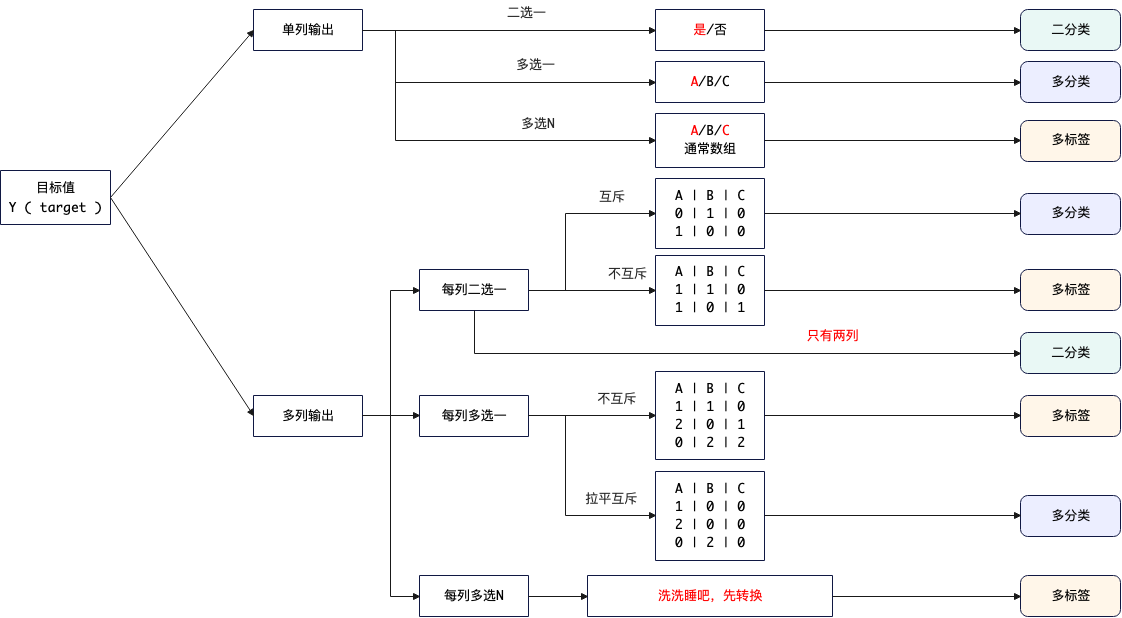 二选一
单列输出
是/否
二分类
多选一
A/B/C
多分类
多选N
A/B/C
通常数组
多标签
目标值
Y ( target )
互斥
A | B | C
0 | 1 | 0
1 | 0 | 0
多分类
不互斥
每列二选一
A | B | C
1 | 1 | 0
1 | 0 | 1
多标签
只有两列
二分类
多列输出
每列多选一
不互斥
A | B | C
1 | 1 | 0
2 | 0 | 1
0 | 2 | 2
多标签
拉平互斥
A | B | C
1 | 0 | 0
2 | 0 | 0
0 | 2 | 0
多分类
每列多选N
洗洗睡吧，先转换
多标签